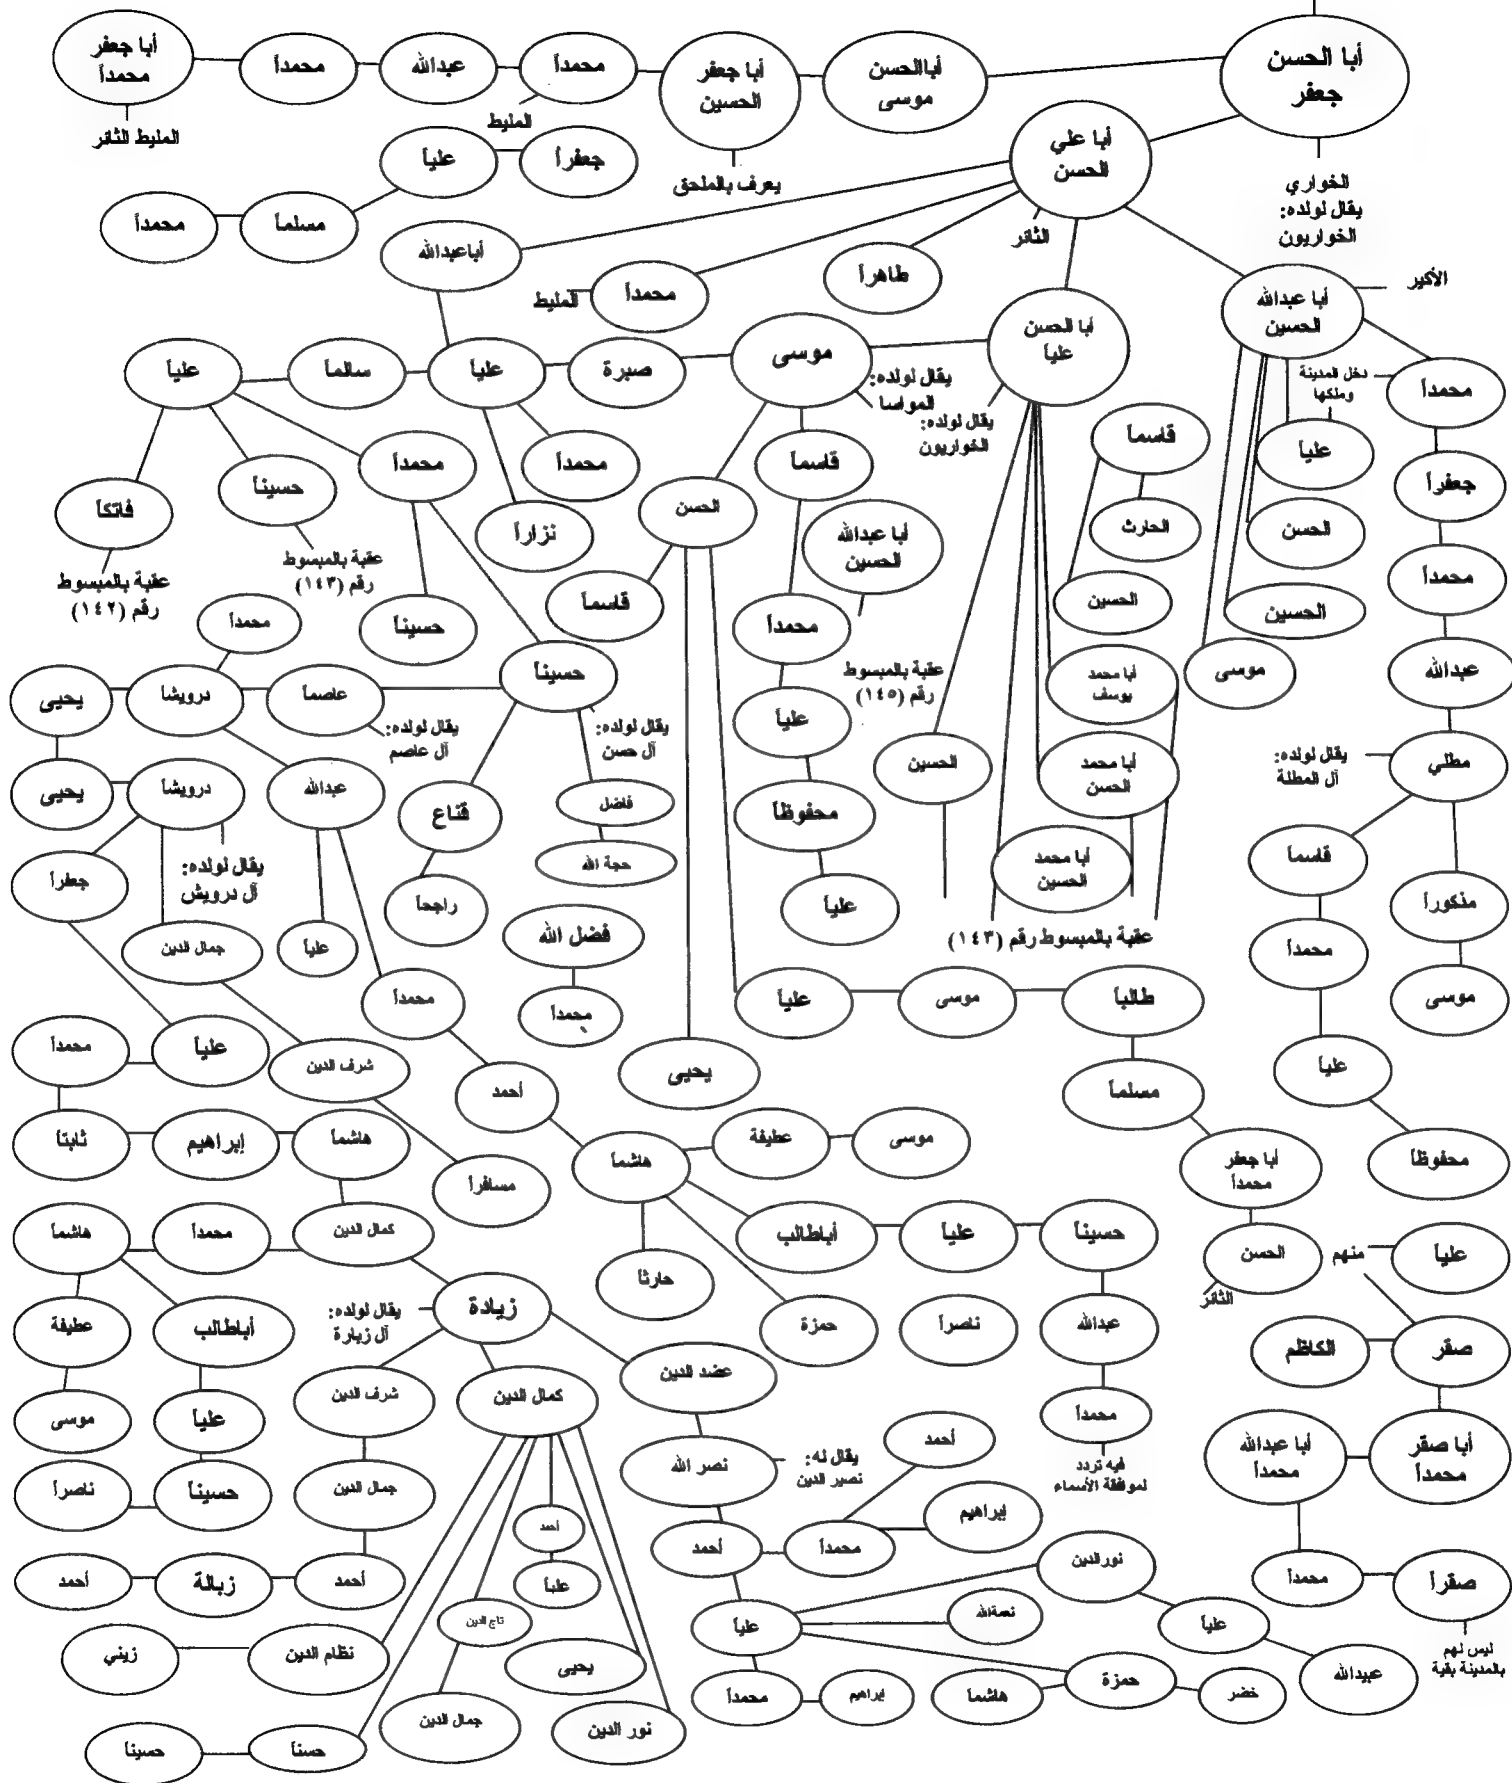 أبا الحسن
جعفر
أباالحسن
موسى
أبا جعفر
الحسين
محمداً
عبدالله
محمداً
أبا جعفر
محمداً
المليط الثائر
المليط
يعرف بالملحق
الخواري
يقال لولده:
الخواريون
أبا علي
الحسن
الثائر
جعفراً
علياً
مسلماً
محمداً
أباعبدالله
محمداً
المليط
طاهراً
أبا الحسن
علياً
أبا عبدالله
الحسين
الأكبر
موسى
يقال لولده:
المواسا
يقال لولده:
الخواريون
صبرة
علياً
سالماً
علياً
دخل المدينة
وملكها
محمداً
علياً
قاسماً
الحارث
الحسين
جعفراً
الحسن
محمداً
الحسين
موسى
عبدالله
قاسماً
الحسن
محمداً
محمداً
حسيناً
فاتكاً
نزاراً
عقبة بالمبسوط
رقم (١٤٣)
عقبة بالمبسوط
رقم (١٤٢)
أبا عبدالله
الحسين
قاسماً
حسيناً
محمداً
محمداً
حسيناً
عاصماً
درويشاً
يحيى
يقال لولده:
آل عاصم
يقال لولده:
آل حسن
علياً
عقبة بالمبسوط
رقم (١٤٥)
أبا محمد
يوسف
مطلي
يقال لولده:
آل المطلة
الحسين
أبا محمد
الحسن
محفوظاً
فاضل
قناع
عبدالله
درويشاً
يحيى
حجة الله
يقال لولده:
آل درويش
جعفراً
راجحاً
علياً
أبا محمد
الحسين
قاسماً
مذكوراً
عقبة بالمبسوط رقم (١٤٣)
فضل الله
علياً
جمال الدين
محمداً
موسى
محمداً
محمداً
علياً
موسى
طالباً
علياً
محمداً
شرف الدين
أحمد
يحيى
مسلماً
علياً
ثابتاً
إبراهيم
هاشماً
مسافراً
هاشماً
عطيفة
موسى
أبا جعفر
محمداً
محفوظاً
هاشماً
محمداً
كمال الدين
حارثاً
أباطالب
علياً
حسيناً
الحسن
الثائر
منهم
علياً
عطيفة
أباطالب
يقال لولده:
آل زيارة
زيادة
حمزة
ناصراً
عبدالله
الكاظم
صقر
موسى
علياً
شرف الدين
كمال الدين
عضد الدين
محمداً
فيه تردد
لموافقة الأسماء
أبا عبدالله
محمداً
أبا صقر
محمداً
ناصراً
حسيناً
جمال الدين
نصر الله
يقال له:
نصير الدين
أحمد
إبراهيم
أحمد
زبالة
أحمد
أحمد
علياً
أحمد
محمداً
نورالدين
محمداً
صقراً
ليس لهم
بالمدينة بقية
تاج الدين
علياً
نعمةالله
علياً
عبيدالله
زيني
نظام الدين
يحيى
محمداً
إبراهيم
هاشما
حمزة
خضر
حسيناً
حسناً
جمال الدين
نور الدين